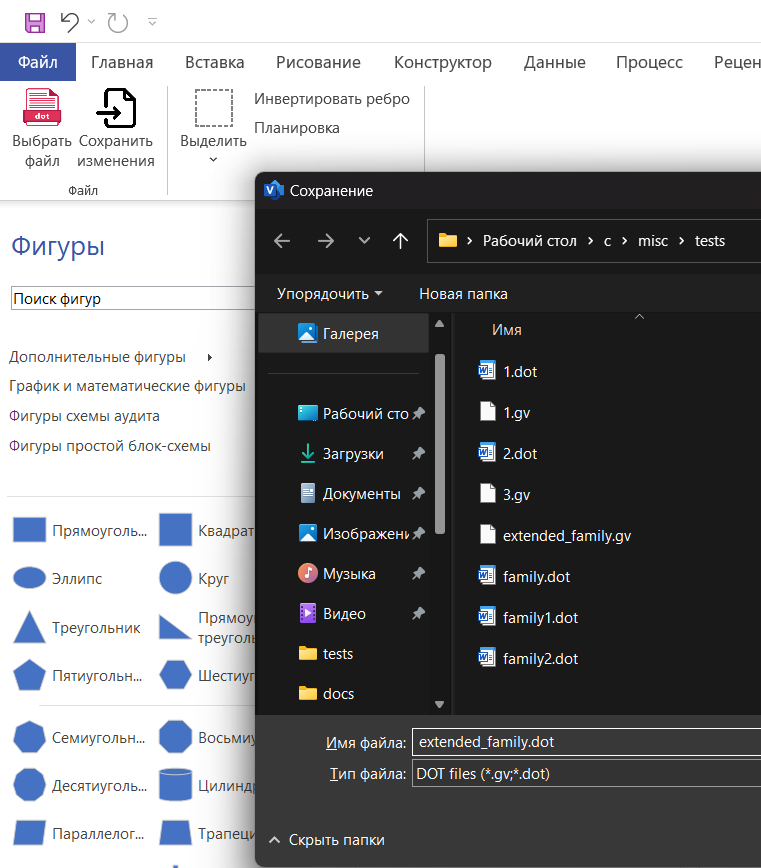 Файл
Главная
Вставка
Рисование
Конструктор
Данные
Процесс
Рецен
dot
Выбрать
файл
Сохранить
изменения
Выделить
Инвертировать ребро
Планировка
Файл
Фигуры
Поиск фигур
Дополнительные фигуры
График и математические фигуры
Фигуры схемы аудита
Фигуры простой блок-схемы
Прямоуголь...
Квадрат
Эллипс
Круг
Треугольник
Прямоу
треуголь
Пятиугольн...
Шестиуг
Семиугольн...
Восьмиу
Десятиуголь...
Цилиндр
Параллелог...
Трапеци
Сохранение
Рабочий стол > c > misc > tests
Упорядочить
Новая папка
Галерея
Рабочий сто
Загрузки
Документы
Изображени
Музыка
Видео
tests
docs
Имя
1.dot
1.gv
2.dot
3.gv
extended_family.gv
family.dot
family1.dot
family2.dot
Имя файла: extended_family.dot
Тип файла: DOT files (*.gv;*.dot)
Скрыть папки